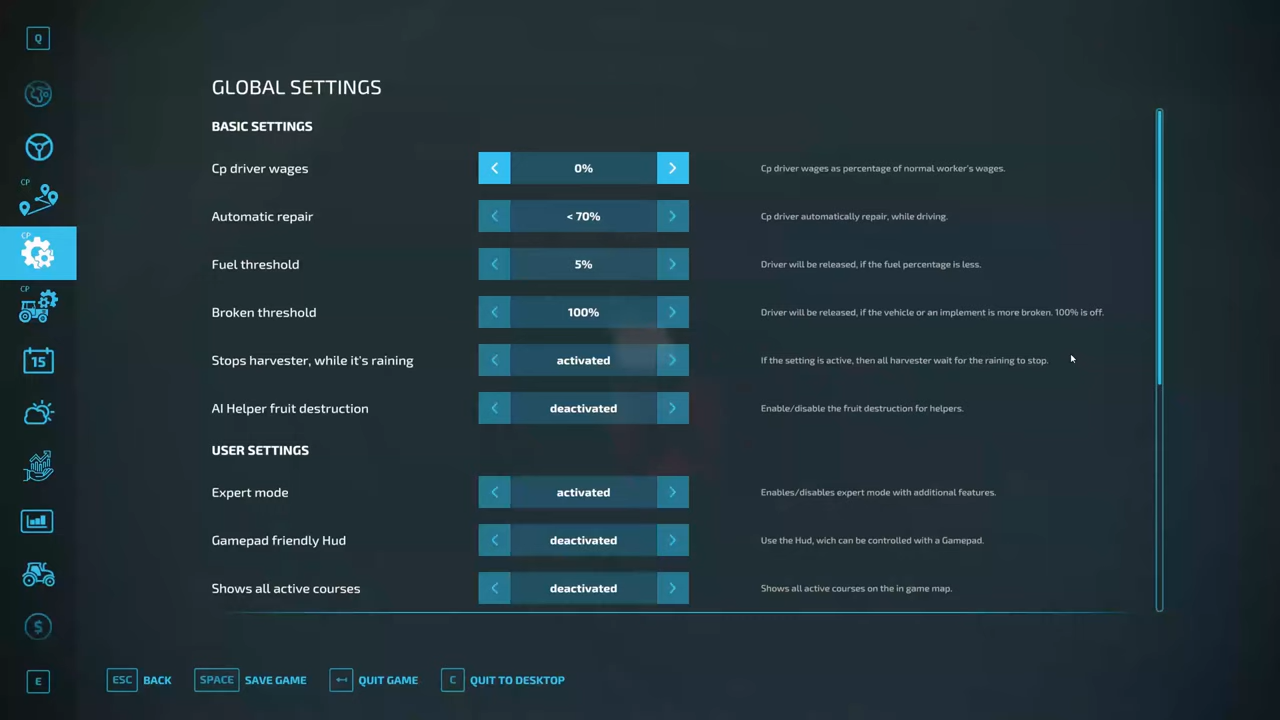 Q
GLOBAL SETTINGS
BASIC SETTINGS
Cp driver wages 0% Cp driver wages as percentage of normal worker's wages.
CP
Automatic repair < 70% Cp driver automatically repair, while driving.
CP
Fuel threshold 5% Driver will be released, if the fuel percentage is less.
CP
Broken threshold 100% Driver will be released, if the vehicle or an implement is more broken. 100% is off.
15
Stops harvester, while it's raining activated If the setting is active, then all harvester wait for the raining to stop.
AI Helper fruit destruction deactivated Enable/disable the fruit destruction for helpers.
USER SETTINGS
Expert mode activated Enables/disables expert mode with additional features.
Gamepad friendly Hud deactivated Use the Hud, wich can be controlled with a Gamepad.
Shows all active courses deactivated Shows all active courses on the in game map.
$
E
ESC BACK SPACE SAVE GAME QUIT GAME C QUIT TO DESKTOP